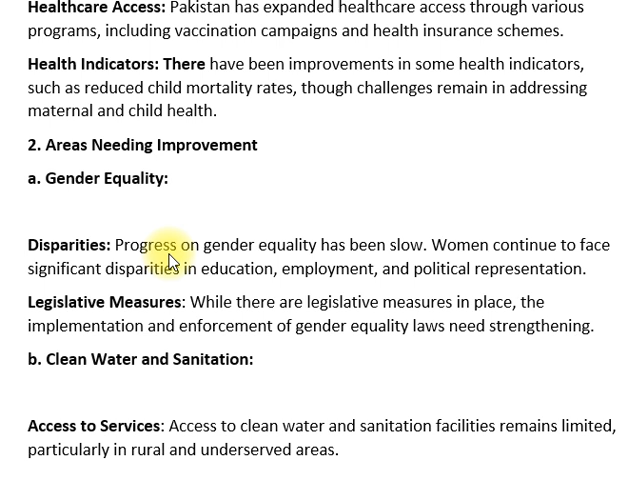 Healthcare Access: Pakistan has expanded healthcare access through various
programs, including vaccination campaigns and health insurance schemes.
Health Indicators: There have been improvements in some health indicators,
such as reduced child mortality rates, though challenges remain in addressing
maternal and child health.
2. Areas Needing Improvement
a. Gender Equality:
Disparities: Progress on gender equality has been slow. Women continue to face
significant disparities in education, employment, and political representation.
Legislative Measures: While there are legislative measures in place, the
implementation and enforcement of gender equality laws need strengthening.
b. Clean Water and Sanitation:
Access to Services: Access to clean water and sanitation facilities remains limited,
particularly in rural and underserved areas.